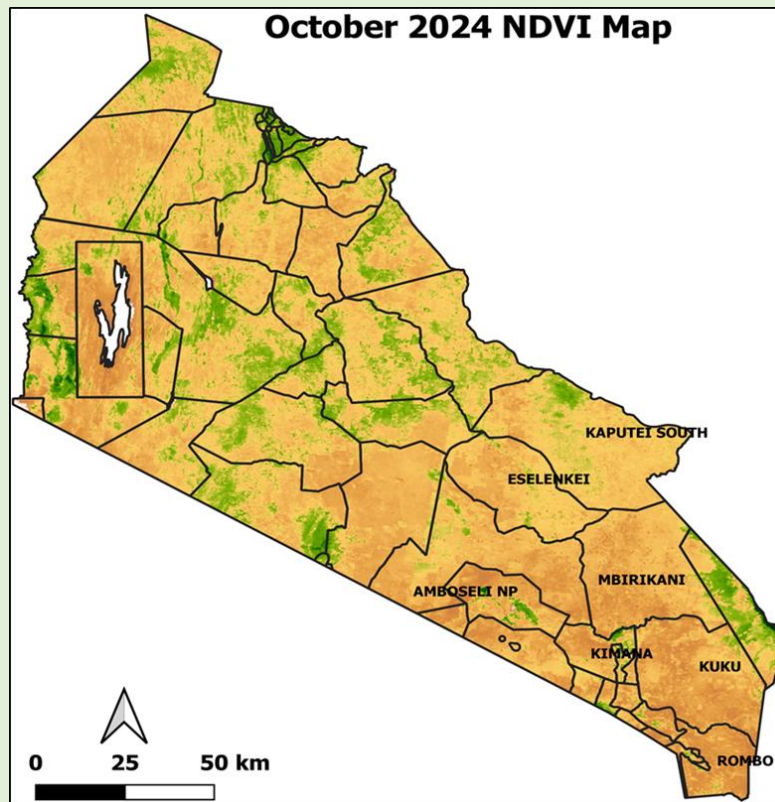 October 2024 NDVI Map
KAPUTEI SOUTH
ESELENKEI
MBIRIKANI
AMBOSELI NP
KIMANA
KUKU
ROMBO
0 25 50 km